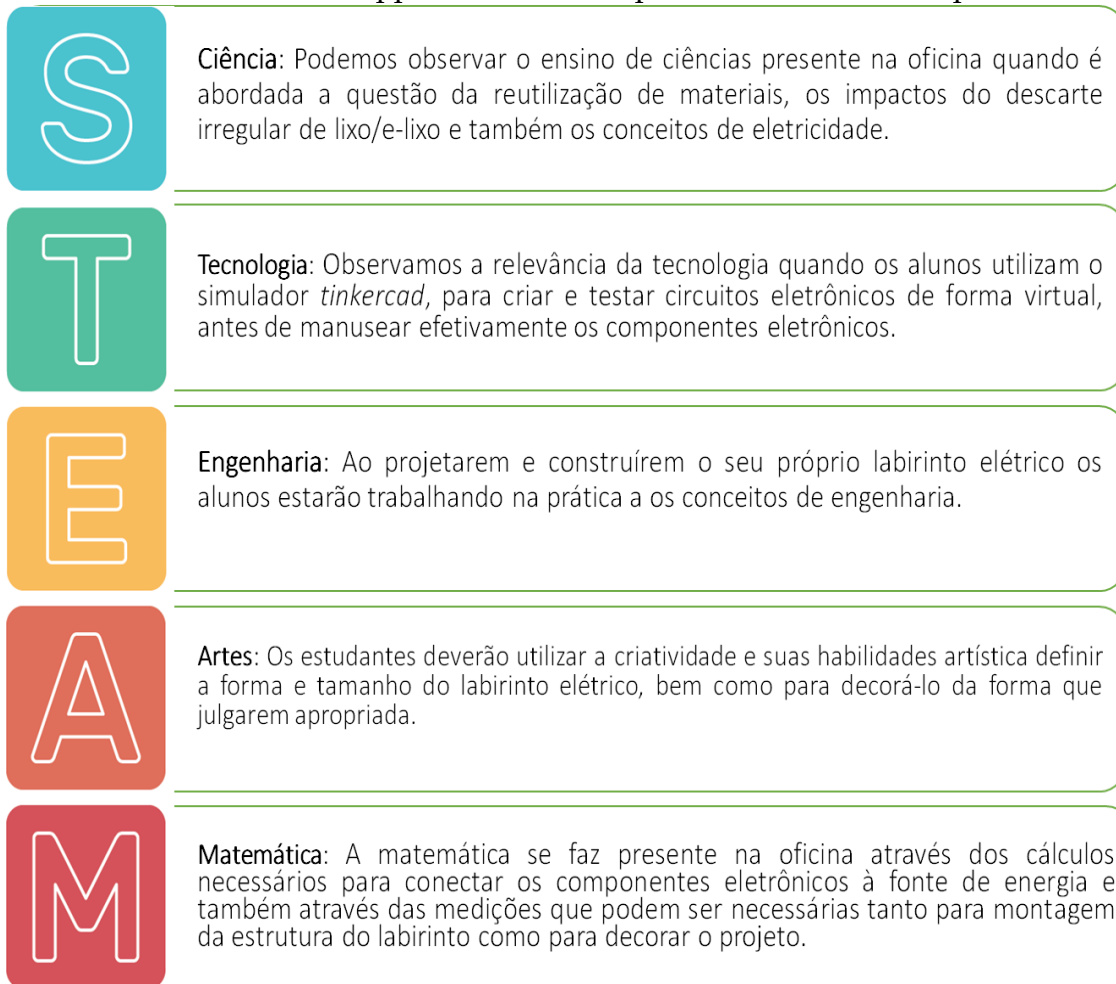 S
Ciência: Podemos observar o ensino de ciências presente na oficina quando é
abordada a questão da reutilização de materiais, os impactos do descarte
irregular de lixo/e-lixo e também os conceitos de eletricidade.
T
Tecnologia: Observamos a relevância da tecnologia quando os alunos utilizam o
simulador tinkercad, para criar e testar circuitos eletrônicos de forma virtual,
antes de manusear efetivamente os componentes eletrônicos.
E
Engenharia: Ao projetarem e construírem o seu próprio labirinto elétrico os
alunos estarão trabalhando na prática a os conceitos de engenharia.
A
Artes: Os estudantes deverão utilizar a criatividade e suas habilidades artística definir
a forma e tamanho do labirinto elétrico, bem como para decorá-lo da forma que
julgarem apropriada.
M
Matemática: A matemática se faz presente na oficina através dos cálculos
necessários para conectar os componentes eletrônicos à fonte de energia e
também através das medições que podem ser necessárias tanto para montagem
da estrutura do labirinto como para decorar o projeto.